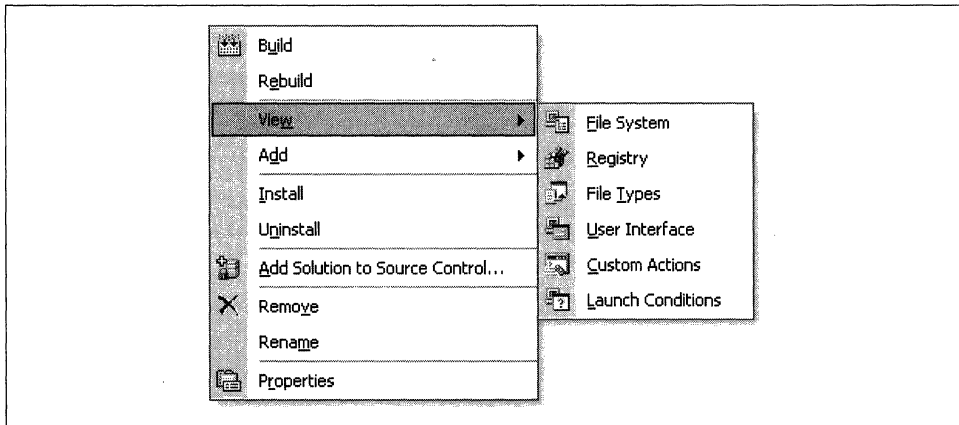 Build
Rebuild
View
Add
Install
Uninstall
Add Solution to Source Control...
Remove
Rename
Properties
File System
Registry
File Types
User Interface
Custom Actions
Launch Conditions